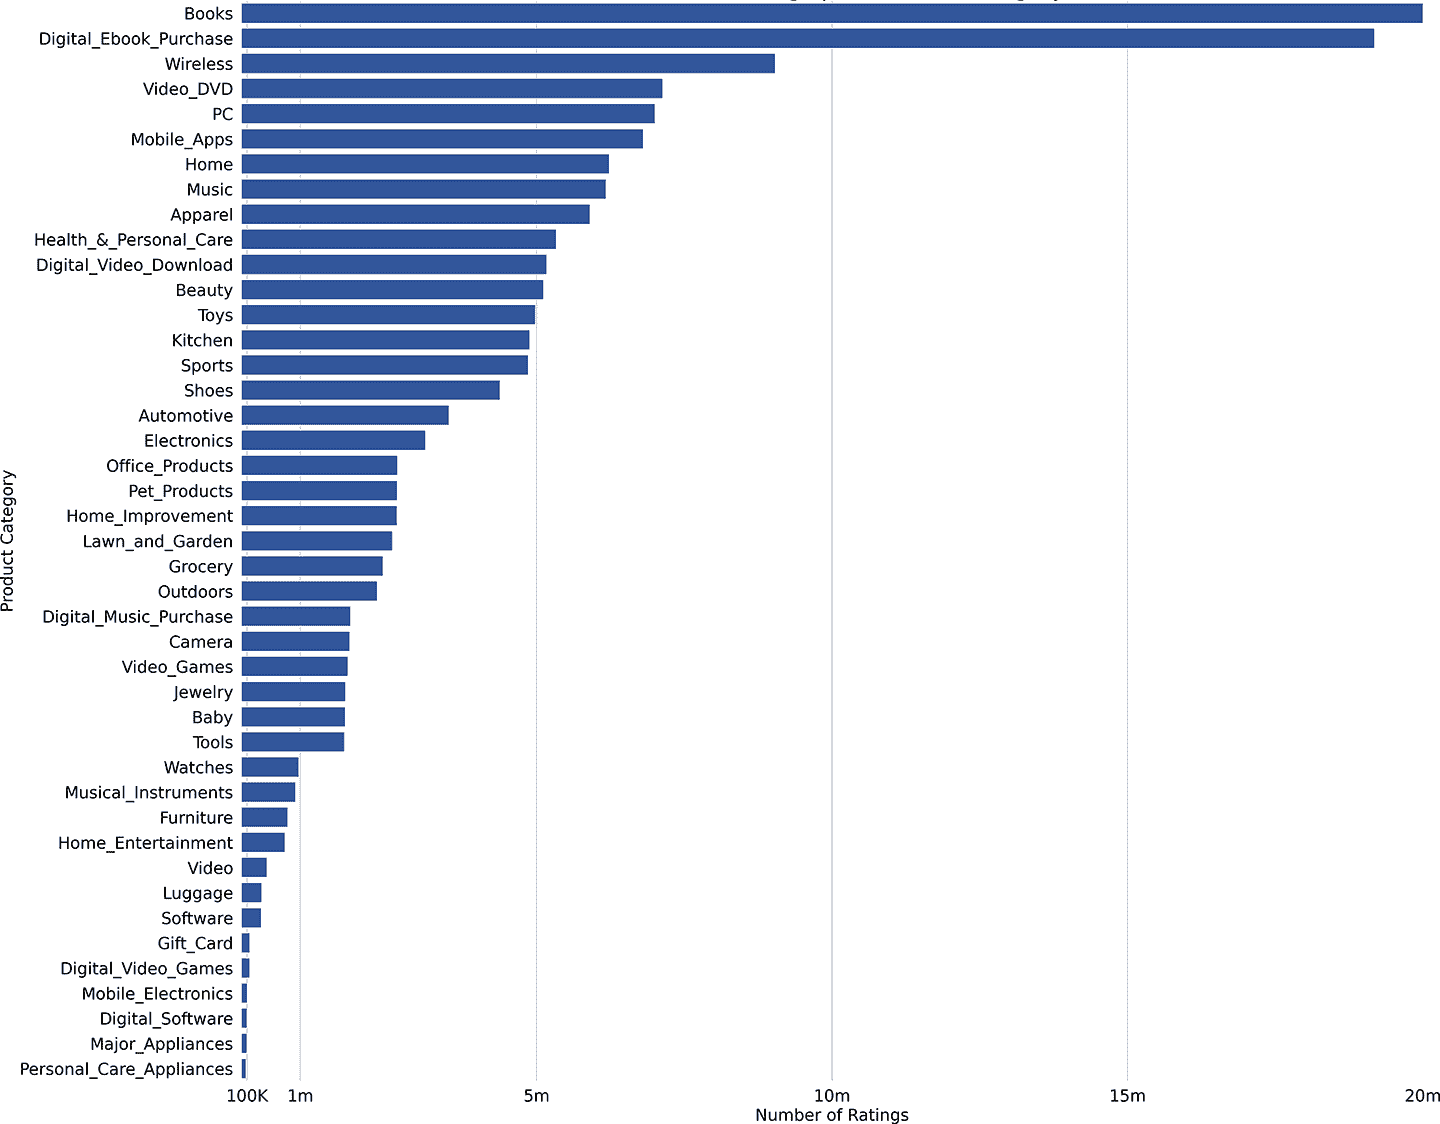 Books
Digital_Ebook_Purchase
Wireless
Video_DVD
PC
Mobile_Apps
Home
Music
Apparel
Health_&_Personal_Care
Digital_Video_Download
Beauty
Toys
Kitchen
Sports
Shoes
Automotive
Electronics
Office_Products
Pet_Products
Home_Improvement
Lawn_and_Garden
Grocery
Outdoors
Digital_Music_Purchase
Camera
Video_Games
Jewelry
Baby
Tools
Watches
Musical_Instruments
Furniture
Home_Entertainment
Video
Luggage
Software
Gift_Card
Digital_Video_Games
Mobile_Electronics
Digital_Software
Major_Appliances
Personal_Care_Appliances
Product Category
100K 1m 5m 10m 15m 20m
Number of Ratings